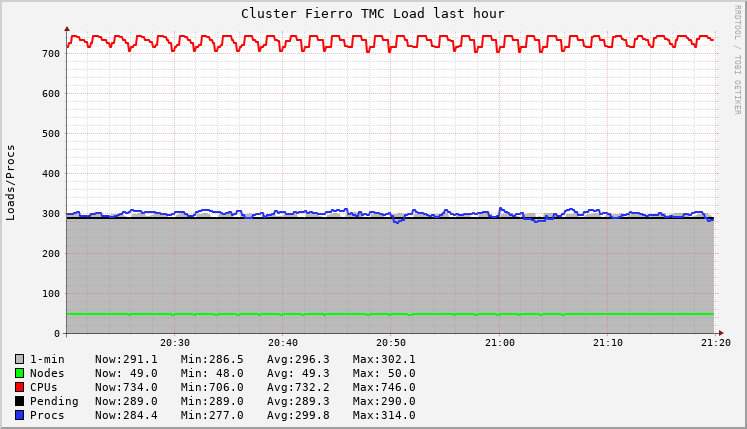 Cluster Fierro TMC Load last hour
RRDTOOL / TOBI OETIKER
Loads/Procs
700
600
500
400
300
200
100
0
20:30 20:40 20:50 21:00 21:10 21:20
1-min Now:291.1 Min:286.5 Avg:296.3 Max:302.1
Nodes Now: 49.0 Min: 48.0 Avg: 49.3 Max: 50.0
CPUs Now:734.0 Min:706.0 Avg:732.2 Max:746.0
Pending Now:289.0 Min:289.0 Avg:289.3 Max:290.0
Procs Now:284.4 Min:277.0 Avg:299.8 Max:314.0